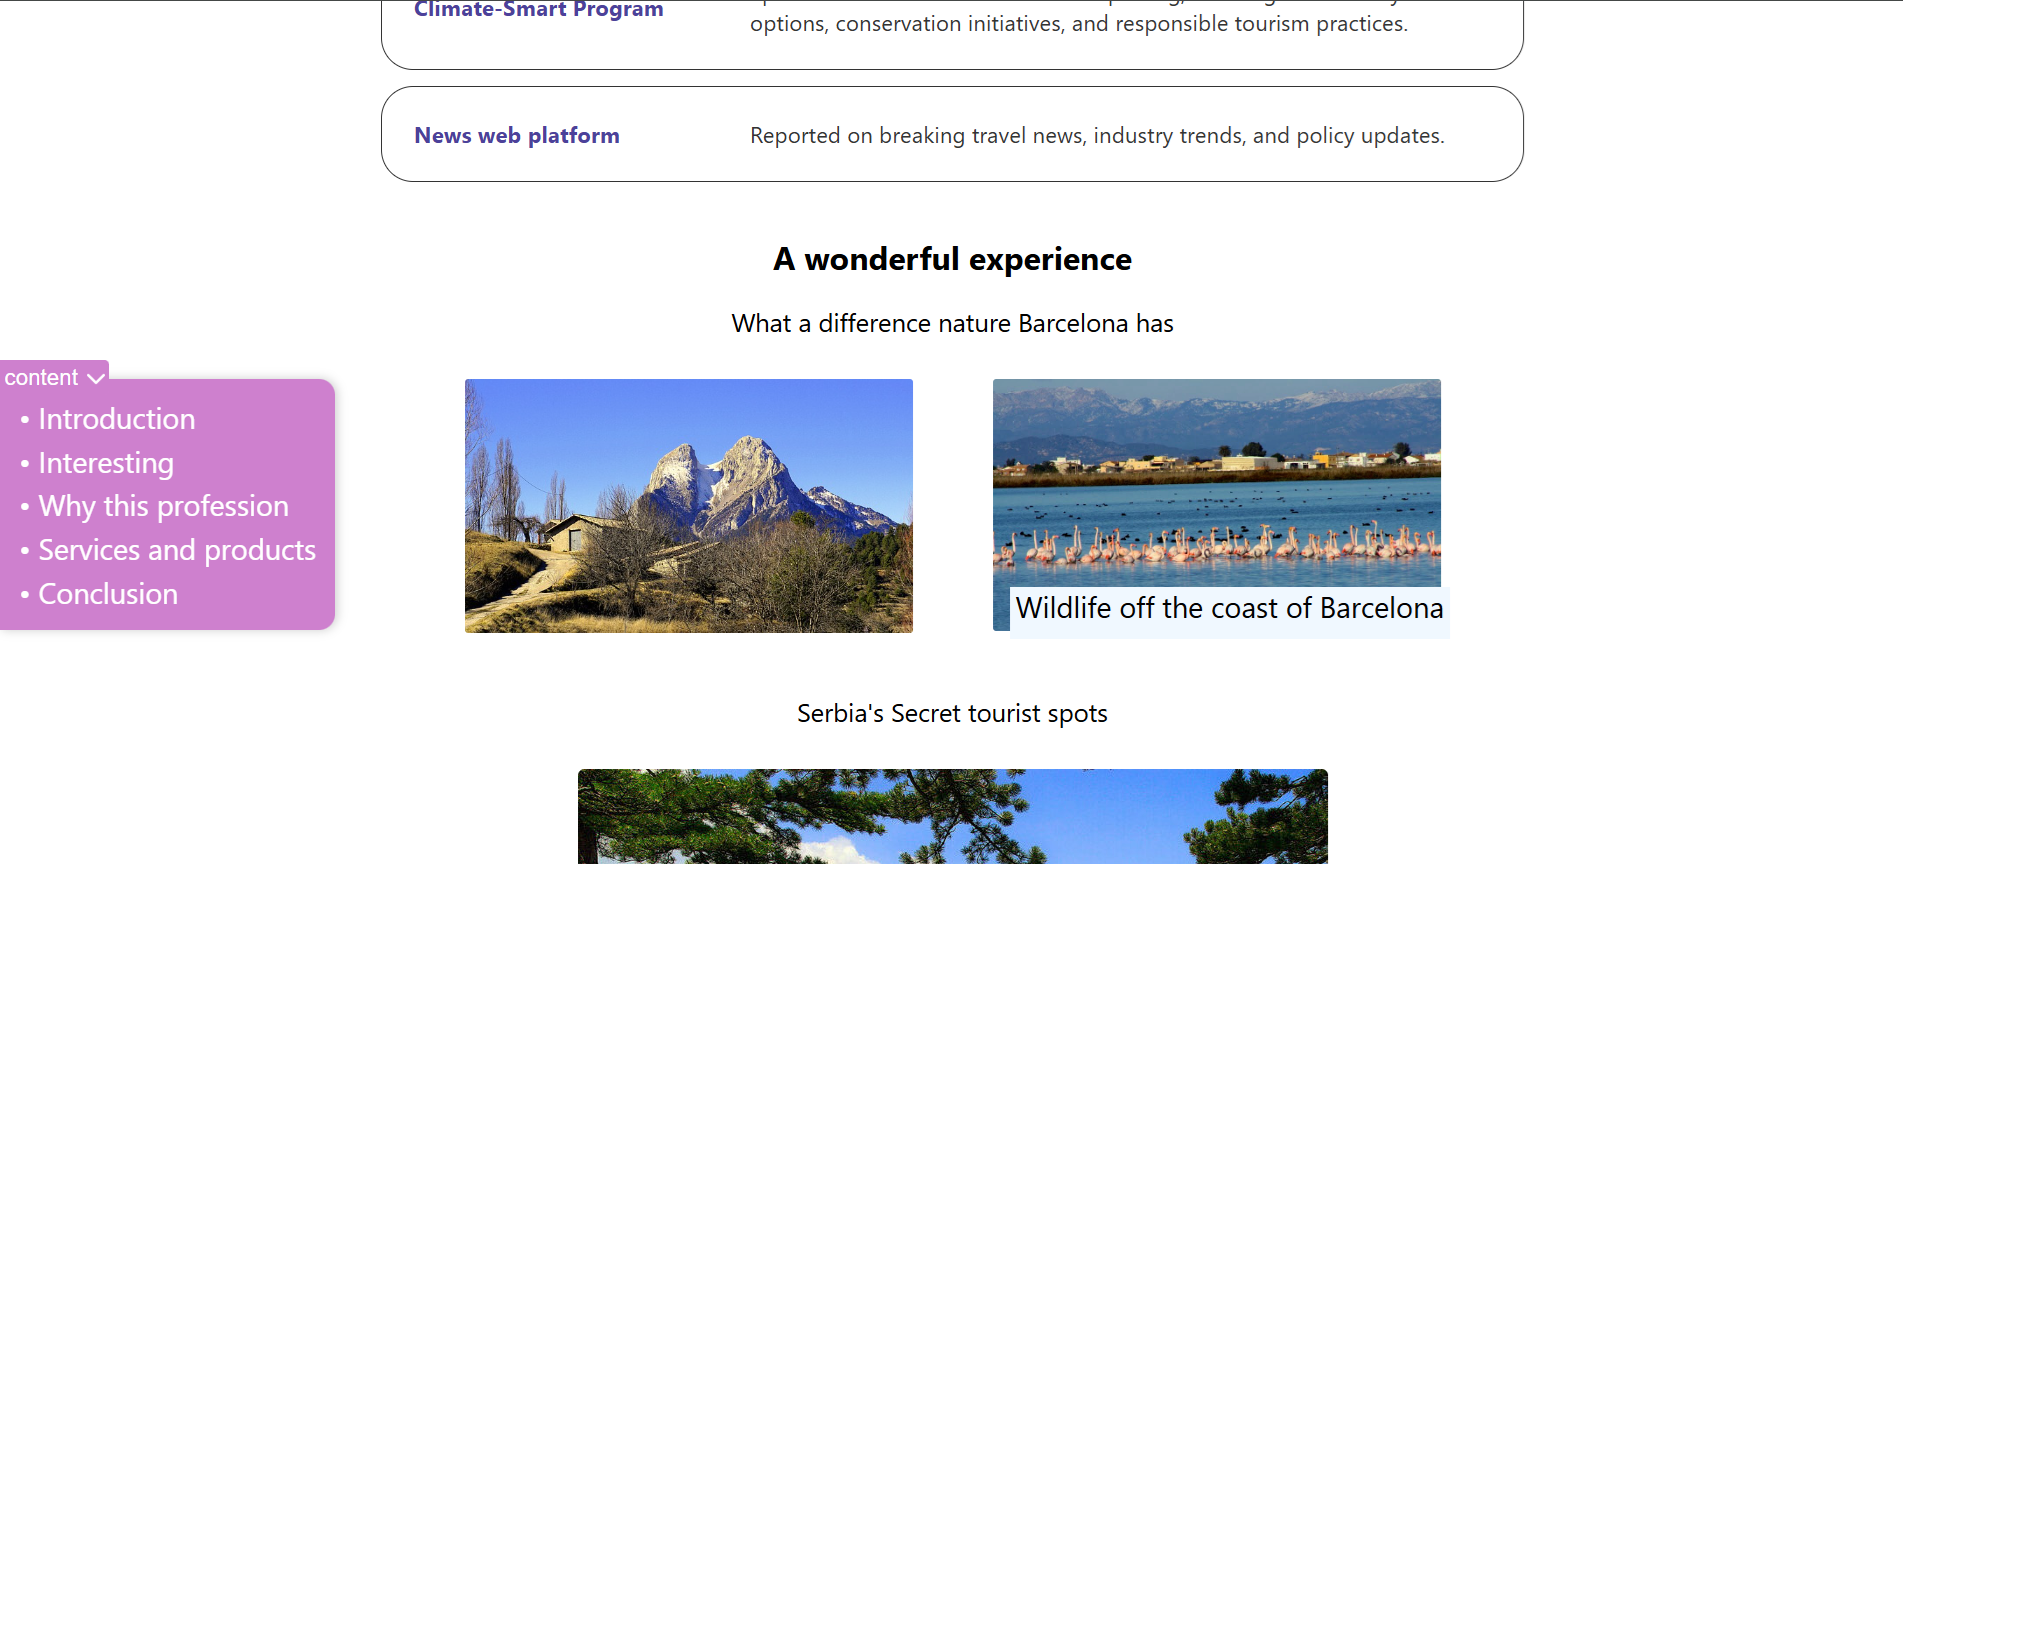 Climate-Smart Program
options, conservation initiatives, and responsible tourism practices.
News web platform
Reported on breaking travel news, industry trends, and policy updates.
A wonderful experience
What a difference nature Barcelona has
content
• Introduction
• Interesting
• Why this profession
• Services and products
• Conclusion
Wildlife off the coast of Barcelona
Serbia's Secret tourist spots